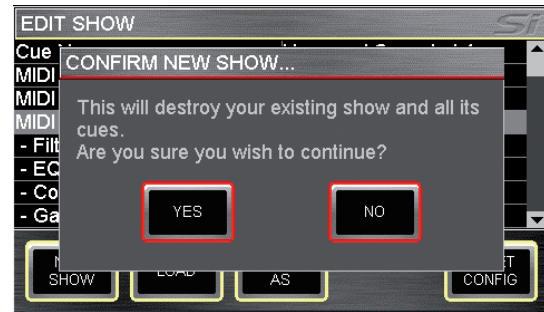 EDIT SHOW
Si
Cue
CONFIRM NEW SHOW...
MIDI
MIDI
MIDI
This will destroy your existing show and all its
cues.
Are you sure you wish to continue?
- Filt
- EQ
- Co
- Ga
YES
NO
SHOW
LOAD
AS
CONFIG